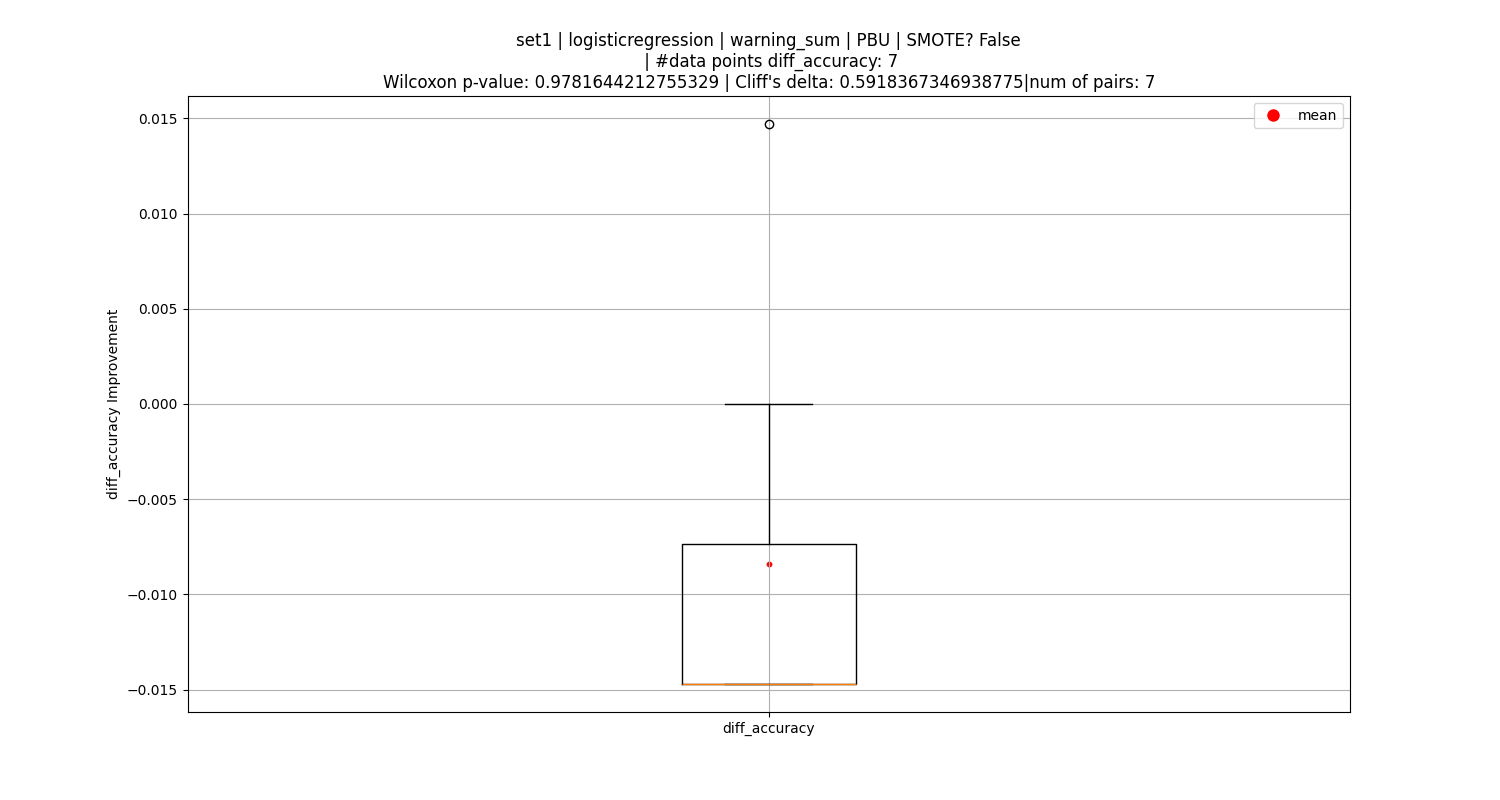 set1 | logisticregression | warning_sum | PBU | SMOTE? False
| #data points diff_accuracy: 7
Wilcoxon p-value: 0.9781644212755329 | Cliff's delta: 0.5918367346938775|num of pairs: 7
mean
0.015
0.010
0.005
0.000
−0.005
−0.010
−0.015
diff_accuracy Improvement
diff_accuracy